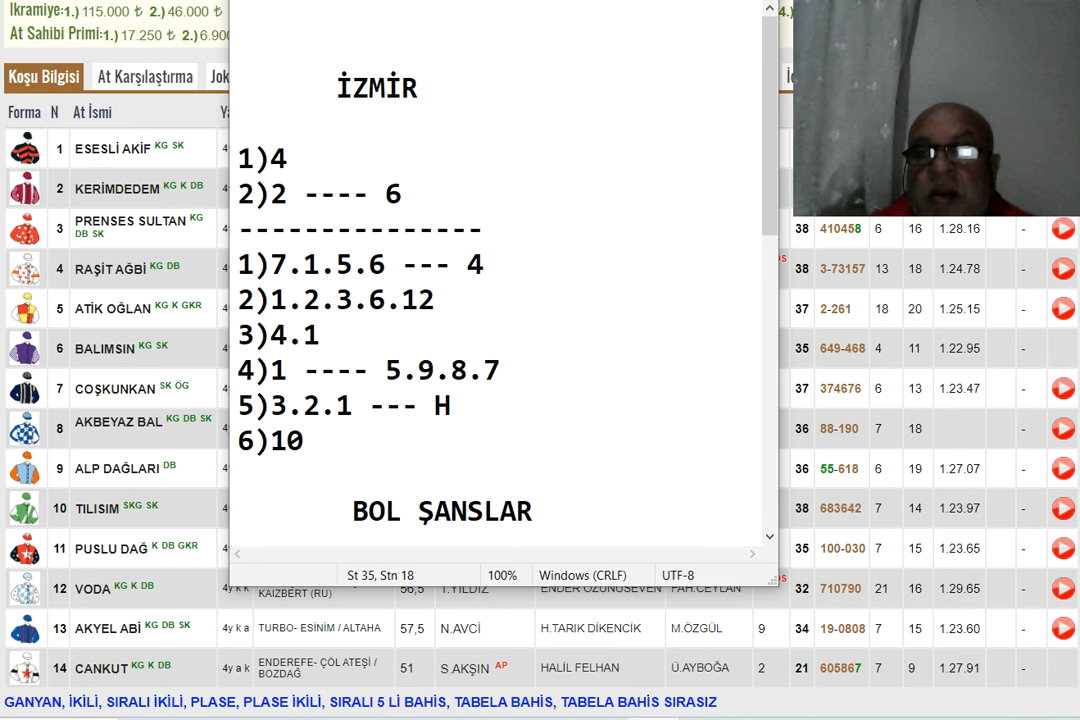 İkramiye:1.) 115.000 ₺ 2.) 46.000 ₺
4.)
At Sahibi Primi:1.) 17.250 ₺ 2.) 6.900
Koşu Bilgisi At Karşılaştırma
Forma N At İsmi
1 ESESLİ AKİF KG SK
2 KERİMDEDEM KG K DB
3 PRENSES SULTAN KG DB SK 38 410458 6 16 1.28.16 -
4 RAŞİT AĞBİ KG DB 38 3-73157 13 18 1.24.78 -
5 ATİK OĞLAN KG K GKR 37 2-261 18 20 1.25.15 -
6 BALIMSIN KG SK 35 649-468 4 11 1.22.95 -
7 COŞKUNKAN SK ÖG 37 374676 6 13 1.23.47 -
8 AKBEYAZ BAL KG DB SK 36 88-190 7 18 -
9 ALP DAĞLARI DB 36 55-618 6 19 1.27.07 -
10 TILISIM SKG SK 38 683642 7 14 1.23.97 -
11 PUSLU DAĞ K DB GKR 35 100-030 7 15 1.23.65 -
12 VODA KG K DB 4y k k KAIZBERT (RU) 56,5 T.YILDIZ ENDER ÖZÜNÜSEVEN FAH.CEYLAN 32 710790 21 16 1.29.65 -
13 AKYEL ABİ KG DB SK 4y k a TURBO- ESİNİM / ALTAHA 57,5 N.AVCİ H.TARIK DİKENCİK M.ÖZGÜL 9 34 19-0808 7 15 1.23.60 -
14 CANKUT KG K DB 4y a k ENDEREFE- ÇÖL ATEŞİ / BOZDAĞ 51 S.AKŞIN AP HALİL FELHAN Ü.AYBOĞA 2 21 605867 7 9 1.27.91 -
GANYAN, İKİLİ, SIRALI İKİLİ, PLASE, PLASE İKİLİ, SIRALI 5 Lİ BAHİS, TABELA BAHİS, TABELA BAHİS SIRASIZ
İZMİR
1)4
2)2 ---- 6
---------------
1)7.1.5.6 --- 4
2)1.2.3.6.12
3)4.1
4)1 ---- 5.9.8.7
5)3.2.1 --- H
6)10
BOL ŞANSLAR
St 35, Stn 18 100% Windows (CRLF) UTF-8